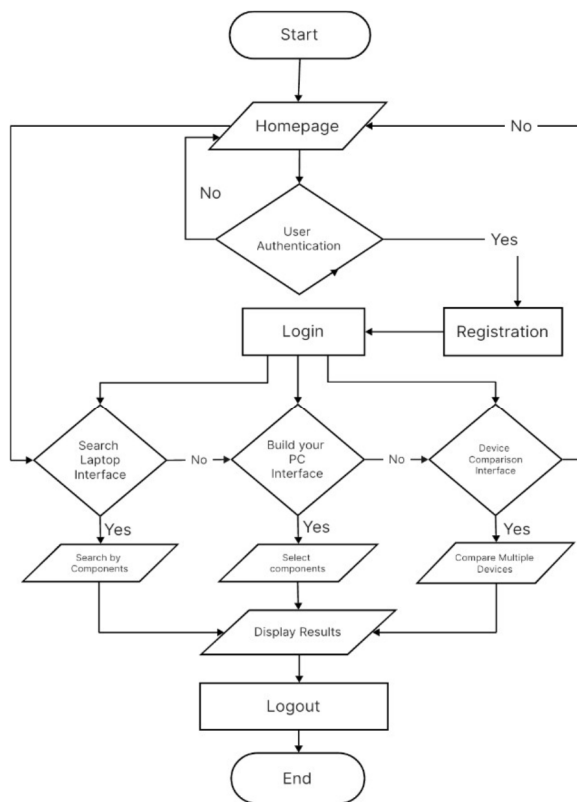 Start
Homepage
No
No
User
Authentication
Yes
Login
Registration
Search
Laptop
Interface
No
Build your
PC
Interface
No
Device
Comparison
Interface
Yes
Yes
Yes
Search by
Components
Select
components
Compare Multiple
Devices
Display Results
Logout
End